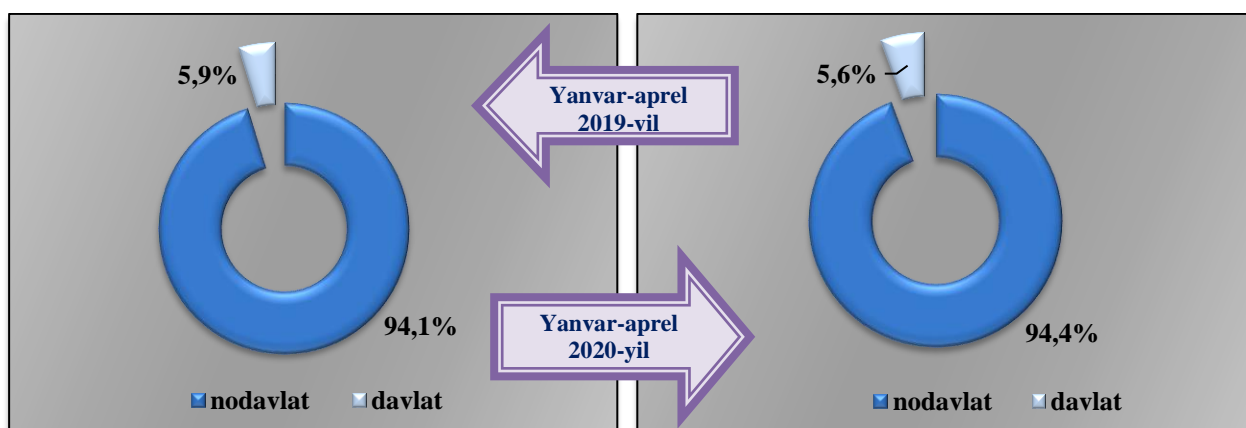 5,9%
94,1%
nodavlat davlat
Yanvar-aprel
2019-yil
Yanvar-aprel
2020-yil
5,6%
94,4%
nodavlat davlat